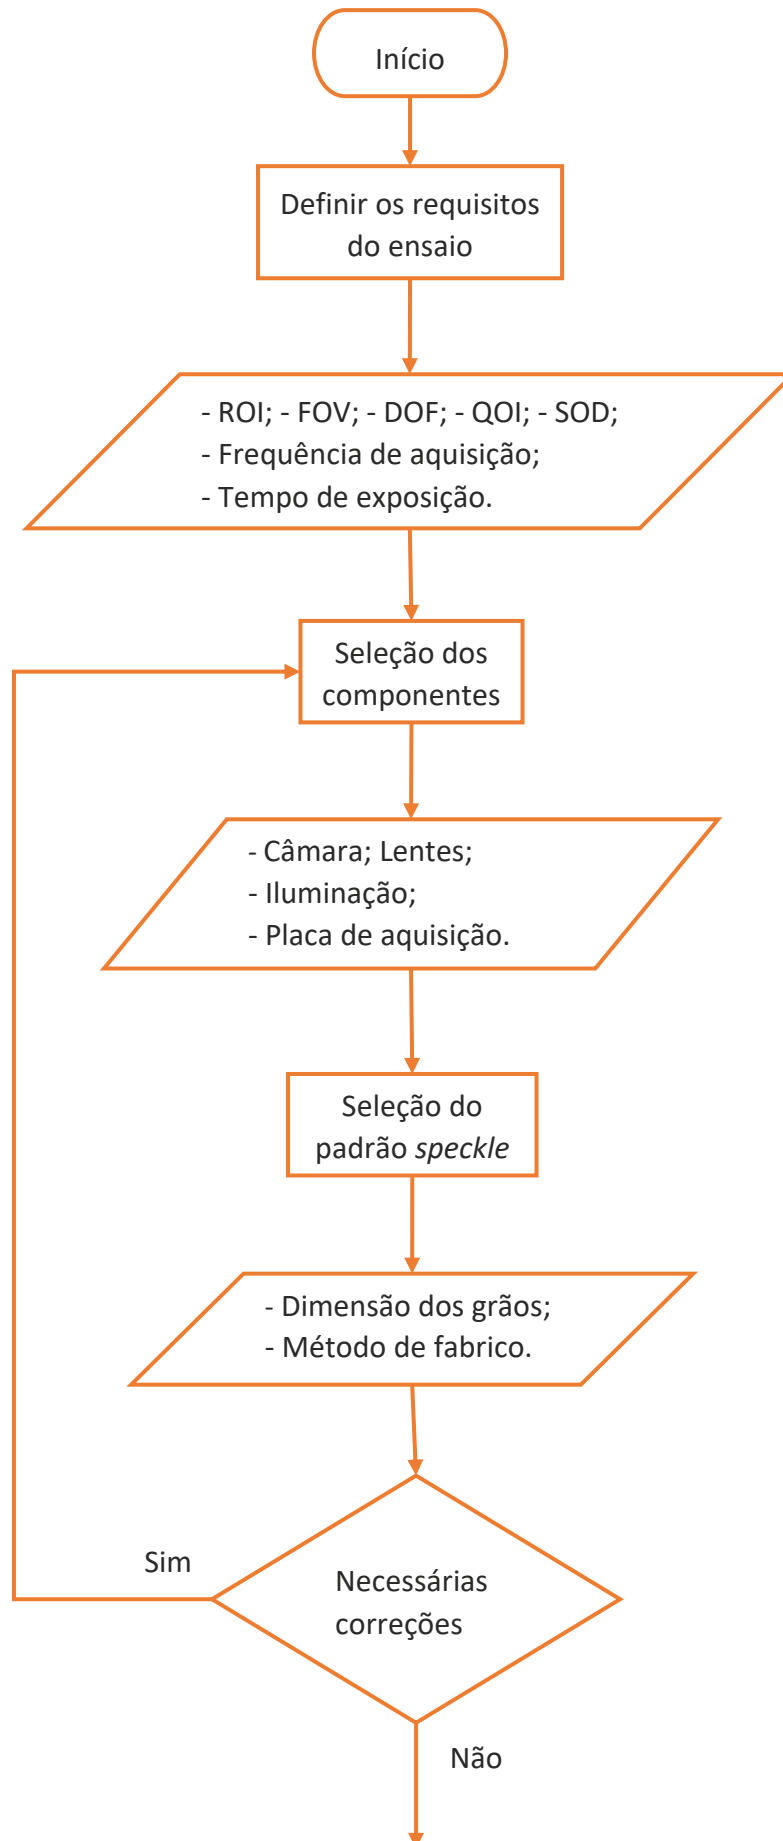 Início
Definir os requisitos
do ensaio
- ROI; - FOV; - DOF; - QOI; - SOD;
- Frequência de aquisição;
- Tempo de exposição.
Seleção dos
componentes
- Câmara; Lentes;
- Iluminação;
- Placa de aquisição.
Seleção do
padrão speckle
- Dimensão dos grãos;
- Método de fabrico.
Sim
Necessárias
correções
Não